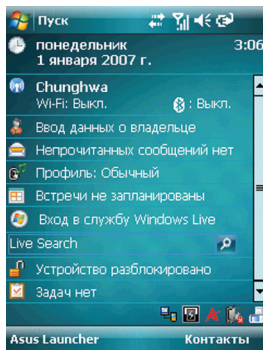 Пуск
понедельник 3:06
1 января 2007 г.
Chunghwa
Wi-Fi: Выкл. : Выкл.
Ввод данных о владельце
Непрочитанных сообщений нет
Профиль: Обычный
Встречи не запланированы
Вход в службу Windows Live
Live Search
Устройство разблокировано
Задач нет
Asus Launcher Контакты